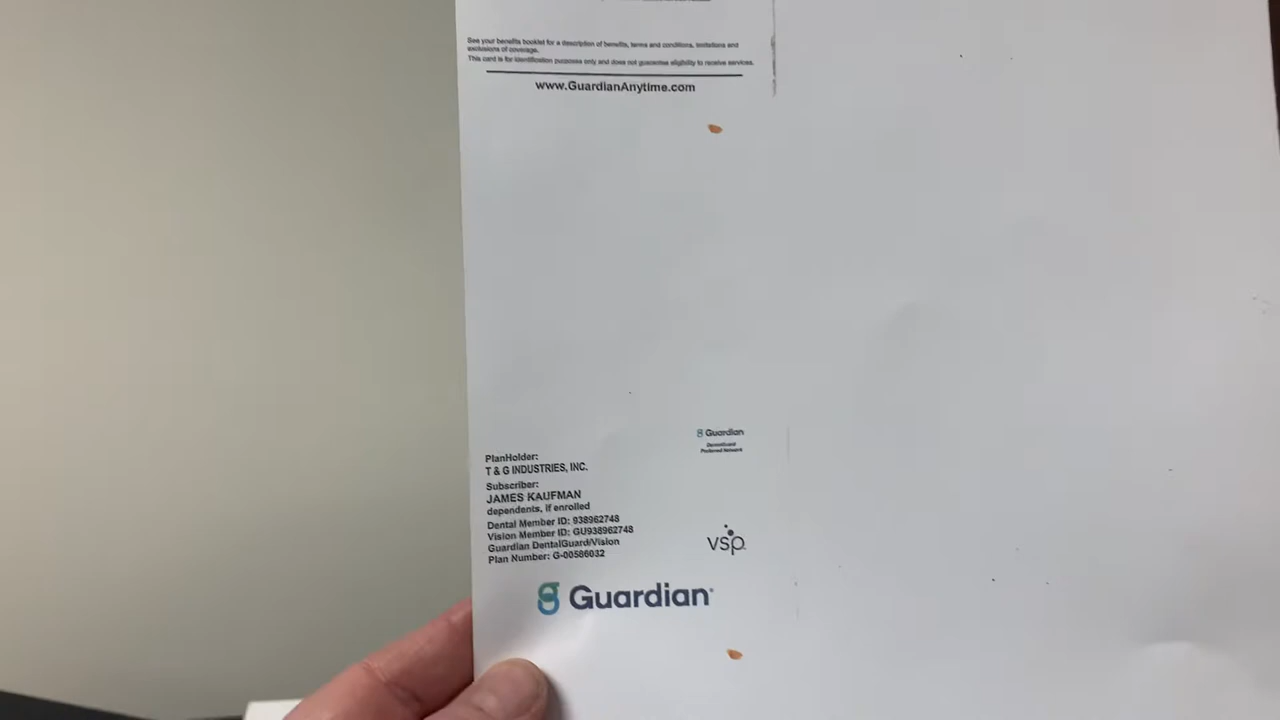 See your benefits booklet for a description of benefits, terms and conditions, limitations and
exclusions of coverage.
This card is for identification purposes only and does not guarantee eligibility to receive services.
www.GuardianAnytime.com
Guardian
DentalGuard
Preferred Network
PlanHolder:
T & G INDUSTRIES, INC.
Subscriber:
JAMES KAUFMAN
dependents, if enrolled
Dental Member ID: 938962748
Vision Member ID: GU938962748
Guardian DentalGuard/Vision
Plan Number: G-00586032
vsp
Guardian